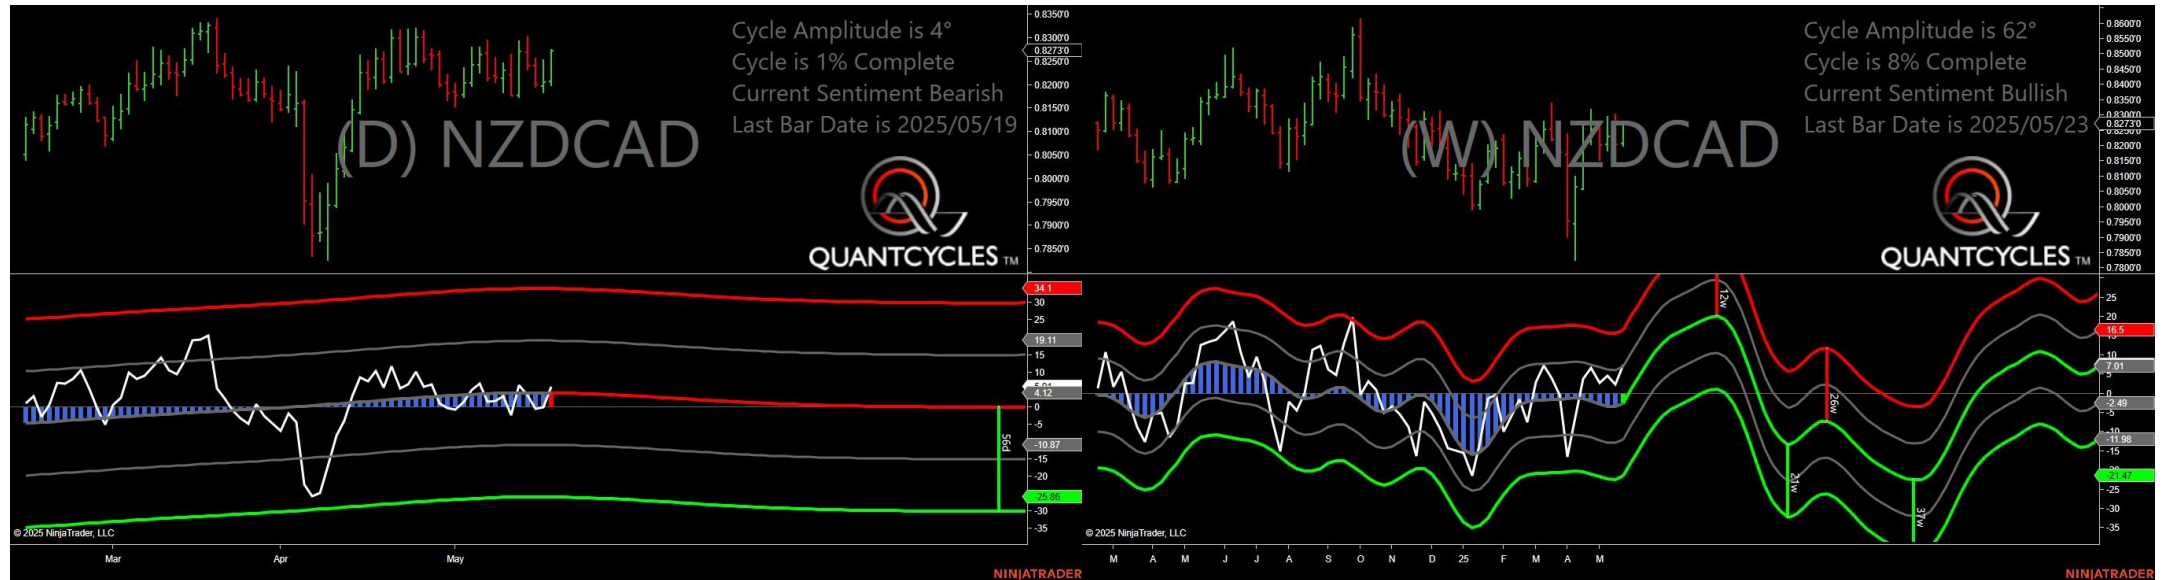 Cycle Amplitude is 4°
Cycle is 1% Complete
Current Sentiment Bearish
Last Bar Date is 2025/05/19
(D) NZDCAD
QUANTCYCLES TM
0.8350'0
0.8300'0
0.8273'0
0.8250'0
0.8200'0
0.8150'0
0.8100'0
0.8050'0
0.8000'0
0.7950'0
0.7900'0
0.7850'0
34.1
30
25
19.11
15
10
4.12
0
-5
-10.87
-15
-20
-25.86
-30
-35
56d
© 2025 NinjaTrader, LLC
Mar Apr May
NINJATRADER
Cycle Amplitude is 62°
Cycle is 8% Complete
Current Sentiment Bullish
Last Bar Date is 2025/05/23
(W) NZDCAD
QUANTCYCLES TM
0.8600'0
0.8550'0
0.8500'0
0.8450'0
0.8400'0
0.8350'0
0.8300'0
0.8273'0
0.8250'0
0.8200'0
0.8150'0
0.8100'0
0.8050'0
0.8000'0
0.7950'0
0.7900'0
0.7850'0
0.7800'0
12w
26w
21w
37w
25
20
16.5
10
7.01
5
0
-2.49
-5
-10
-11.98
-15
-21.47
-25
-30
-35
© 2025 NinjaTrader, LLC
M A M J J A S O N D 25 F M A M
NINJATRADER